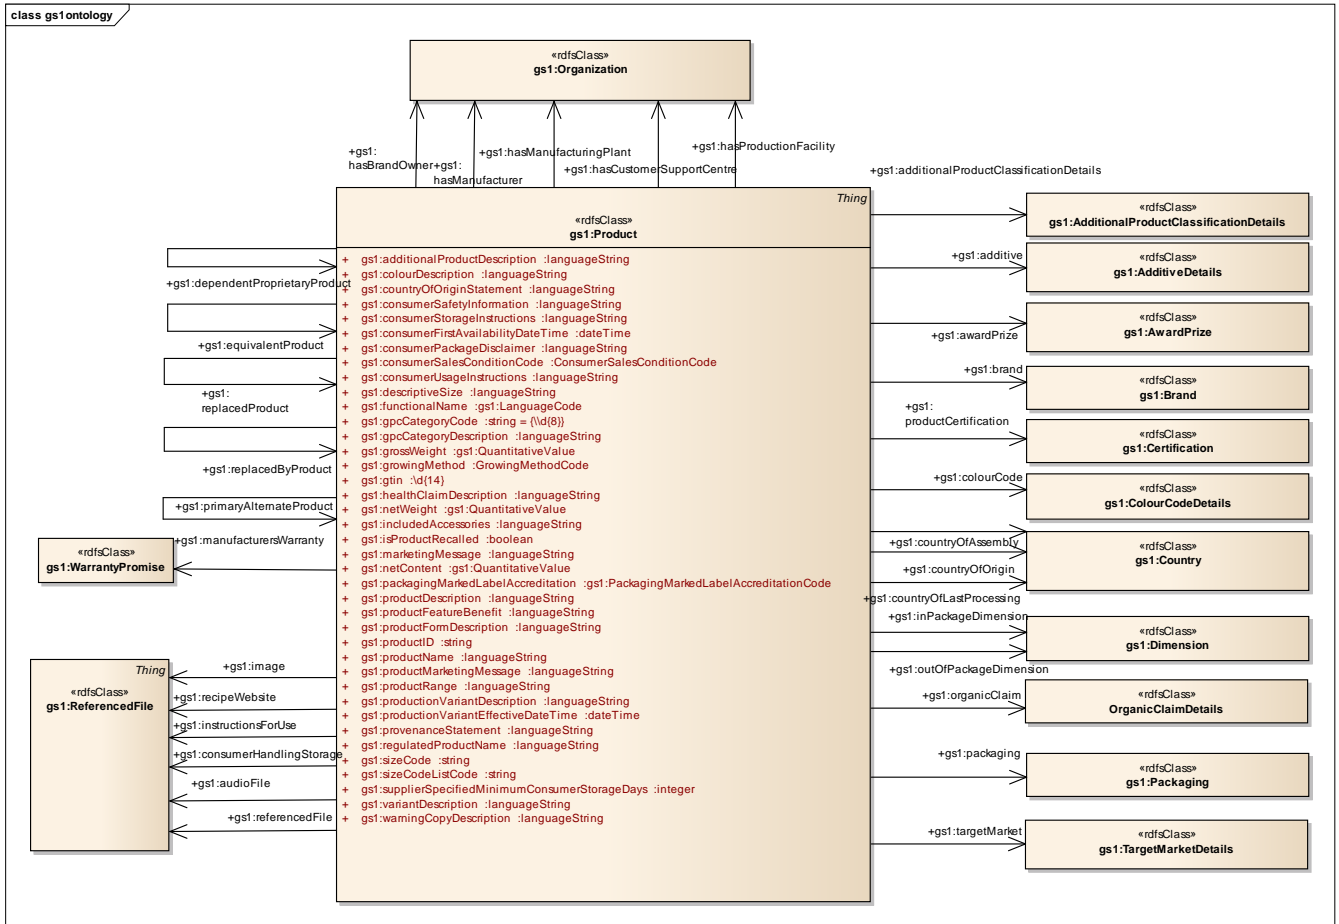 class gs1ontology
«rdfsClass»
gs1:Organization
+gs1:
hasBrandOwner
+gs1:
hasManufacturer
+gs1:hasManufacturingPlant
+gs1:hasCustomerSupportCentre
+gs1:hasProductionFacility
Thing
«rdfsClass»
gs1:Product
+ gs1:additionalProductDescription :languageString
+ gs1:colourDescription :languageString
+ gs1:countryOfOriginStatement :languageString
+ gs1:consumerSafetyInformation :languageString
+ gs1:consumerStorageInstructions :languageString
+ gs1:consumerFirstAvailabilityDateTime :dateTime
+ gs1:consumerPackageDisclaimer :languageString
+ gs1:consumerSalesConditionCode :ConsumerSalesConditionCode
+ gs1:consumerUsageInstructions :languageString
+ gs1:descriptiveSize :languageString
+ gs1:functionalName :gs1:LanguageCode
+ gs1:gpcCategoryCode :string = {\\d{8}}
+ gs1:gpcCategoryDescription :languageString
+ gs1:grossWeight :gs1:QuantitativeValue
+ gs1:growingMethod :GrowingMethodCode
+ gs1:gtin :\d{14}
+ gs1:healthClaimDescription :languageString
+ gs1:netWeight :gs1:QuantitativeValue
+ gs1:includedAccessories :languageString
+ gs1:isProductRecalled :boolean
+ gs1:marketingMessage :languageString
+ gs1:netContent :gs1:QuantitativeValue
+ gs1:packagingMarkedLabelAccreditation :gs1:PackagingMarkedLabelAccreditationCode
+ gs1:productDescription :languageString
+ gs1:productFeatureBenefit :languageString
+ gs1:productFormDescription :languageString
+ gs1:productID :string
+ gs1:productName :languageString
+ gs1:productMarketingMessage :languageString
+ gs1:productRange :languageString
+ gs1:productionVariantDescription :languageString
+ gs1:productionVariantEffectiveDateTime :dateTime
+ gs1:provenanceStatement :languageString
+ gs1:regulatedProductName :languageString
+ gs1:sizeCode :string
+ gs1:sizeCodeListCode :string
+ gs1:supplierSpecifiedMinimumConsumerStorageDays :integer
+ gs1:variantDescription :languageString
+ gs1:warningCopyDescription :languageString
+gs1:dependentProprietaryProduct
+gs1:equivalentProduct
+gs1:
replacedProduct
+gs1:replacedByProduct
+gs1:primaryAlternateProduct
+gs1:manufacturersWarranty
«rdfsClass»
gs1:WarrantyPromise
Thing
«rdfsClass»
gs1:ReferencedFile
+gs1:image
+gs1:recipeWebsite
+gs1:instructionsForUse
+gs1:consumerHandlingStorage
+gs1:audioFile
+gs1:referencedFile
+gs1:additionalProductClassificationDetails
«rdfsClass»
gs1:AdditionalProductClassificationDetails
+gs1:additive
«rdfsClass»
gs1:AdditiveDetails
+gs1:awardPrize
«rdfsClass»
gs1:AwardPrize
+gs1:brand
«rdfsClass»
gs1:Brand
+gs1:
productCertification
«rdfsClass»
gs1:Certification
+gs1:colourCode
«rdfsClass»
gs1:ColourCodeDetails
+gs1:countryOfAssembly
+gs1:countryOfOrigin
+gs1:countryOfLastProcessing
«rdfsClass»
gs1:Country
+gs1:inPackageDimension
+gs1:outOfPackageDimension
«rdfsClass»
gs1:Dimension
+gs1:organicClaim
«rdfsClass»
OrganicClaimDetails
+gs1:packaging
«rdfsClass»
gs1:Packaging
+gs1:targetMarket
«rdfsClass»
gs1:TargetMarketDetails